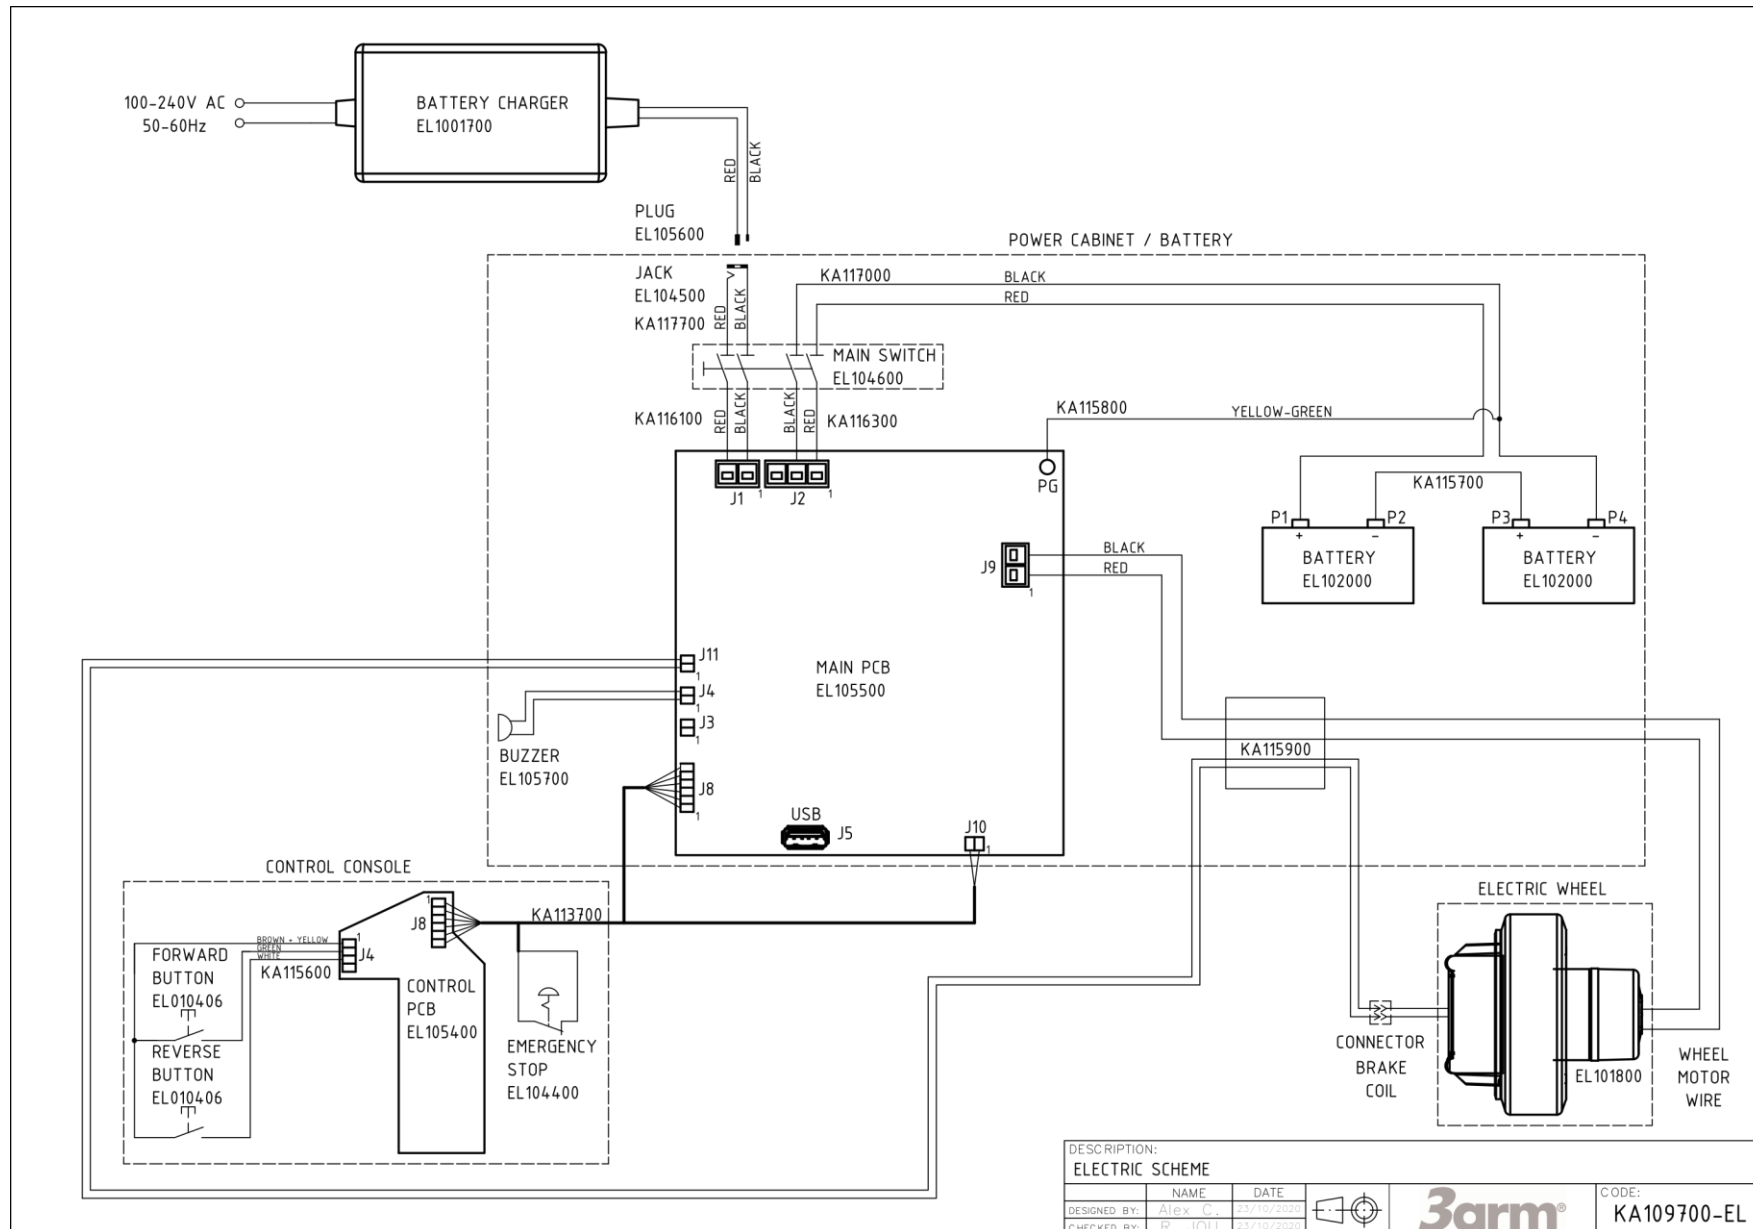 100-240V AC
50-60Hz
BATTERY CHARGER
EL1001700
RED
BLACK
PLUG
EL105600
POWER CABINET / BATTERY
JACK
EL104500
KA117700
RED
BLACK
KA117000
BLACK
RED
MAIN SWITCH
EL104600
KA116100
RED
BLACK
BLACK
RED
KA116300
KA115800
YELLOW-GREEN
J1
1
J2
1
PG
KA115700
P1
+
P2
-
BATTERY
EL102000
P3
+
P4
-
BATTERY
EL102000
J9
1
BLACK
RED
MAIN PCB
EL105500
J11
1
J4
1
J3
1
J8
1
BUZZER
EL105700
USB
J5
J10
1
KA115900
CONTROL CONSOLE
KA113700
1
J8
BROWN + YELLOW
GREEN
WHITE
1
J4
KA115600
FORWARD
BUTTON
EL010406
REVERSE
BUTTON
EL010406
CONTROL
PCB
EL105400
EMERGENCY
STOP
EL104400
ELECTRIC WHEEL
CONNECTOR
BRAKE
COIL
EL101800
WHEEL
MOTOR
WIRE
DESCRIPTION:
ELECTRIC SCHEME
NAME
DATE
DESIGNED BY:
Alex C.
23/10/2020
CHECKED BY:
R. JOU
23/10/2020
3arm®
CODE:
KA109700-EL